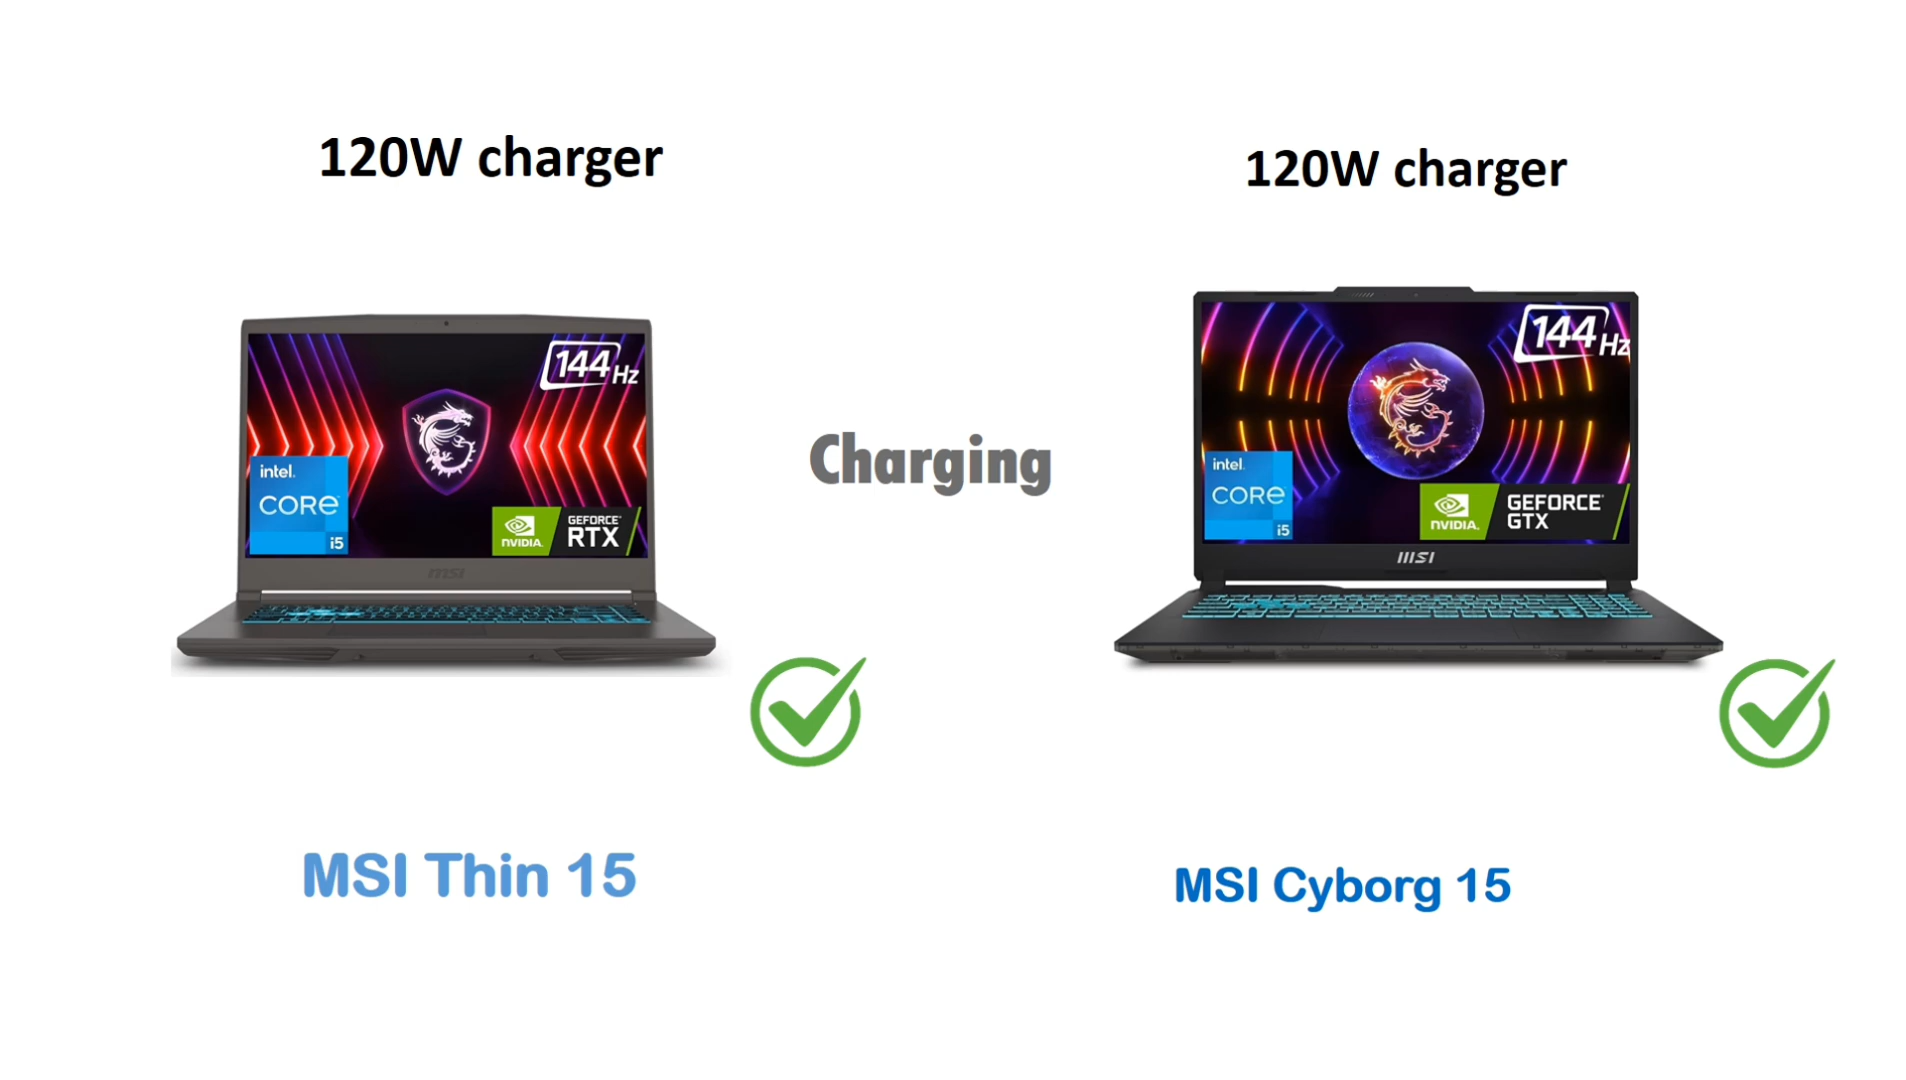 120W charger
120W charger
144Hz
intel.
CORE
i5
NVIDIA.
GEFORCE
RTX
msi
Charging
144Hz
intel.
CORE
i5
NVIDIA.
GEFORCE
GTX
msi
MSI Thin 15
MSI Cyborg 15